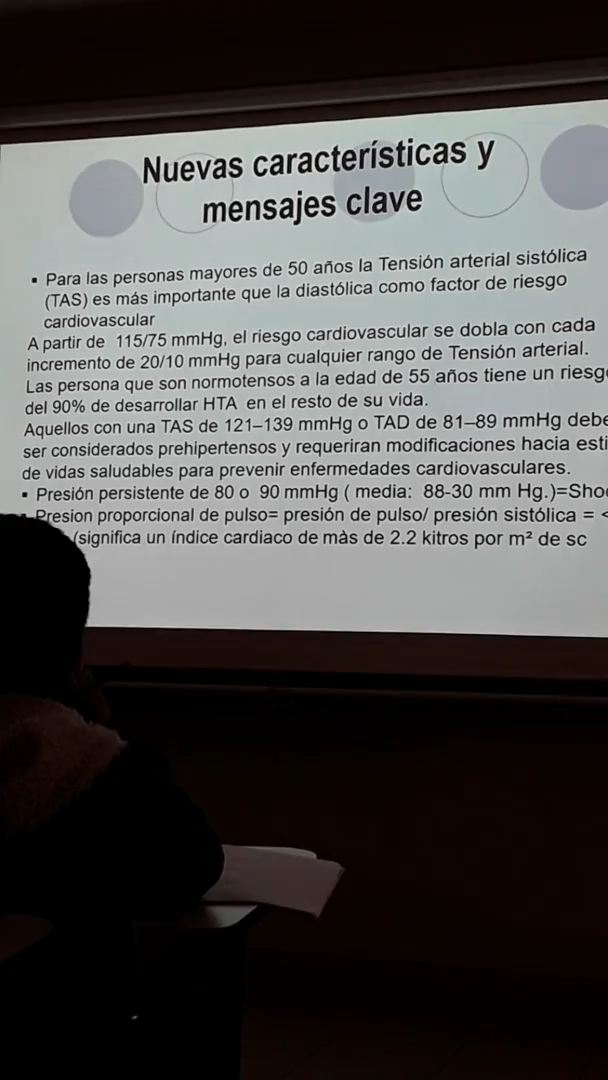 Nuevas características y
mensajes clave
▪ Para las personas mayores de 50 años la Tensión arterial sistólica
(TAS) es más importante que la diastólica como factor de riesgo
cardiovascular
A partir de 115/75 mmHg, el riesgo cardiovascular se dobla con cada
incremento de 20/10 mmHg para cualquier rango de Tensión arterial.
Las persona que son normotensos a la edad de 55 años tiene un riesgo
del 90% de desarrollar HTA en el resto de su vida.
Aquellos con una TAS de 121–139 mmHg o TAD de 81–89 mmHg debe
ser considerados prehipertensos y requeriran modificaciones hacia esti
de vidas saludables para prevenir enfermedades cardiovasculares.
▪ Presión persistente de 80 o 90 mmHg ( media: 88-30 mm Hg.)=Shoc
▪ Presion proporcional de pulso= presión de pulso/ presión sistólica = <
(significa un índice cardiaco de màs de 2.2 kitros por m² de sc